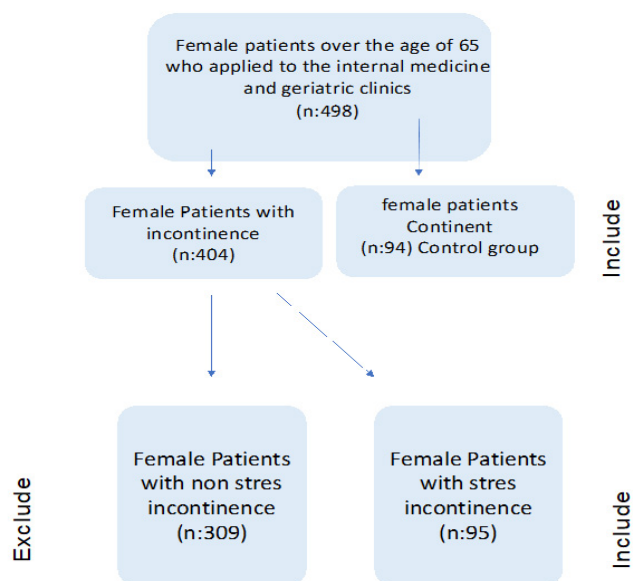 Female patients over the age of 65
who applied to the internal medicine
and geriatric clinics
(n:498)
Female Patients with
incontinence
(n:404)
female patients
Continent
(n:94) Control group
Include
Female Patients
with non stres
incontinence
(n:309)
Female Patients
with stres
incontinence
(n:95)
Exclude
Include